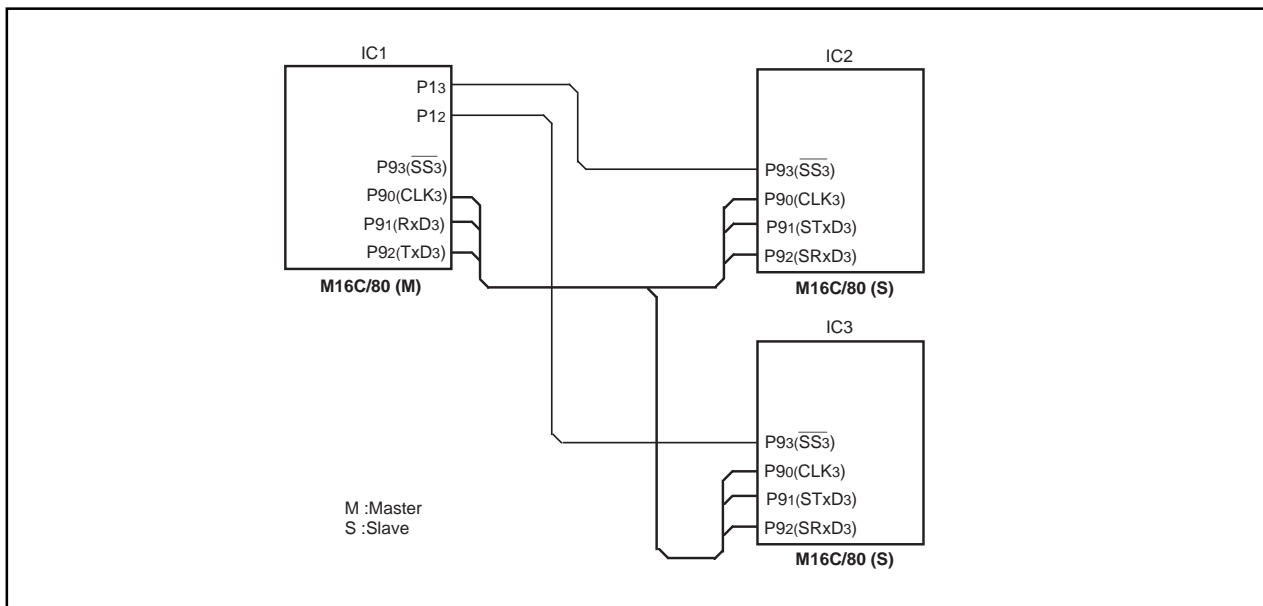 IC1
P13
P12
P93(SS3)
P90(CLK3)
P91(RxD3)
P92(TxD3)
M16C/80 (M)
IC2
P93(SS3)
P90(CLK3)
P91(STxD3)
P92(SRxD3)
M16C/80 (S)
IC3
P93(SS3)
P90(CLK3)
P91(STxD3)
P92(SRxD3)
M16C/80 (S)
M :Master
S :Slave